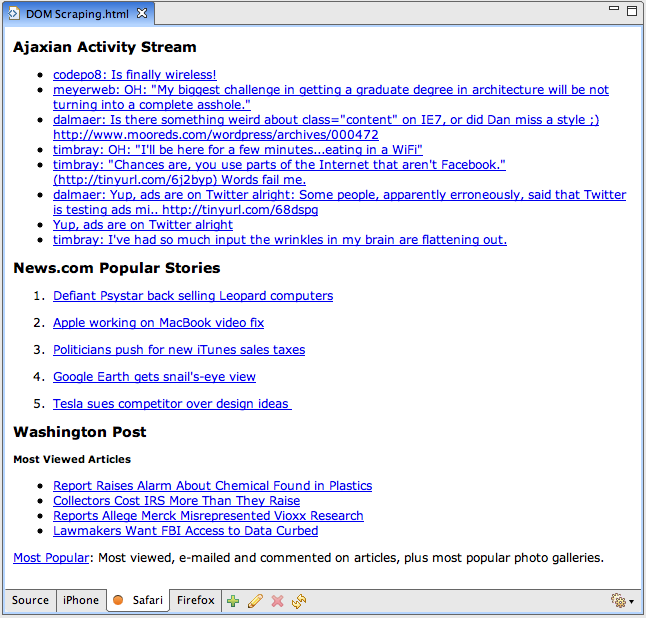 DOM Scraping.html
Ajaxian Activity Stream
codepo8: Is finally wireless!
meyerweb: OH: "My biggest challenge in getting a graduate degree in architecture will be not
turning into a complete asshole."
dalmaer: Is there something weird about class="content" on IE7, or did Dan miss a style ;)
http://www.mooreds.com/wordpress/archives/000472
timbray: OH: "I'll be here for a few minutes...eating in a WiFi"
timbray: "Chances are, you use parts of the Internet that aren't Facebook."
(http://tinyurl.com/6j2byp) Words fail me.
dalmaer: Yup, ads are on Twitter alright: Some people, apparently erroneously, said that Twitter
is testing ads mi.. http://tinyurl.com/68dspg
Yup, ads are on Twitter alright
timbray: I've had so much input the wrinkles in my brain are flattening out.
News.com Popular Stories
1. Defiant Psystar back selling Leopard computers
2. Apple working on MacBook video fix
3. Politicians push for new iTunes sales taxes
4. Google Earth gets snail's-eye view
5. Tesla sues competitor over design ideas
Washington Post
Most Viewed Articles
Report Raises Alarm About Chemical Found in Plastics
Collectors Cost IRS More Than They Raise
Reports Allege Merck Misrepresented Vioxx Research
Lawmakers Want FBI Access to Data Curbed
Most Popular: Most viewed, e-mailed and commented on articles, plus most popular photo galleries.
Source iPhone Safari Firefox